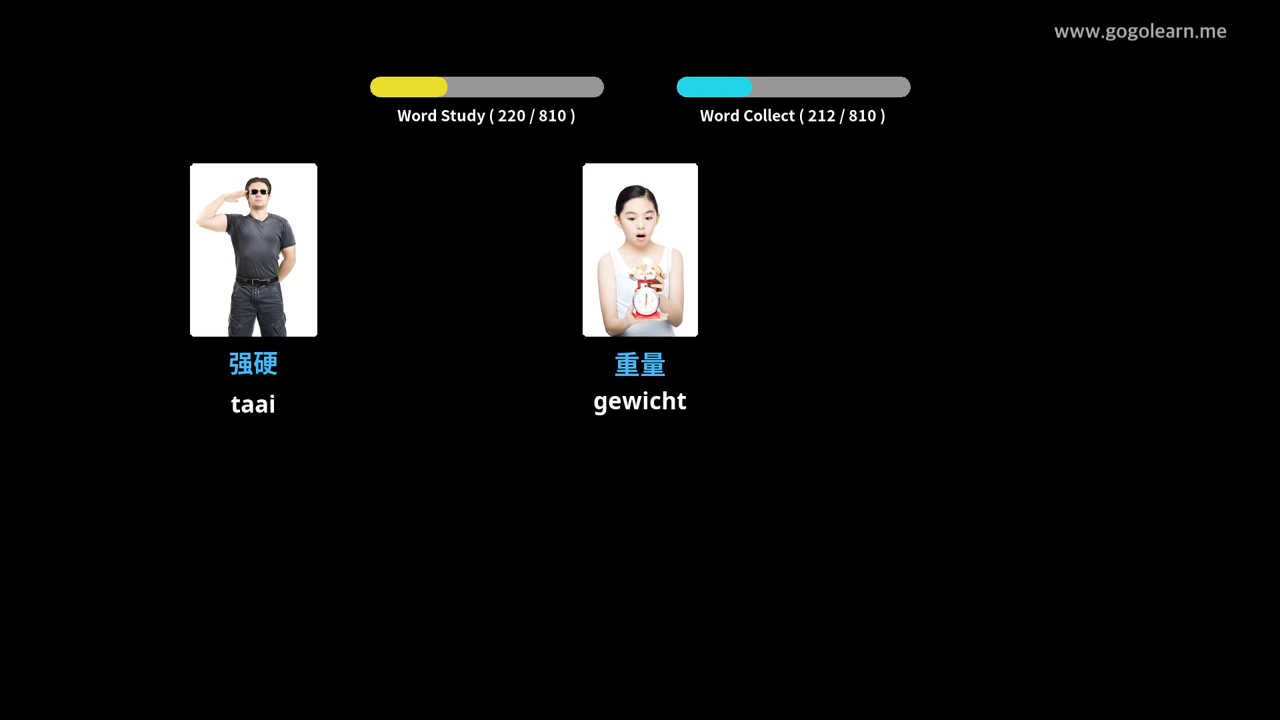 www.gogolearn.me
Word Study ( 220 / 810 )
Word Collect ( 212 / 810 )
强硬
taai
重量
gewicht